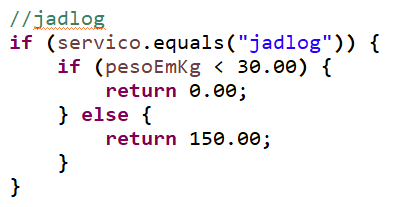 //jadlog
if (servico.equals("jadlog")) {
    if (pesoEmKg < 30.00) {
        return 0.00;
    } else {
        return 150.00;
    }
}